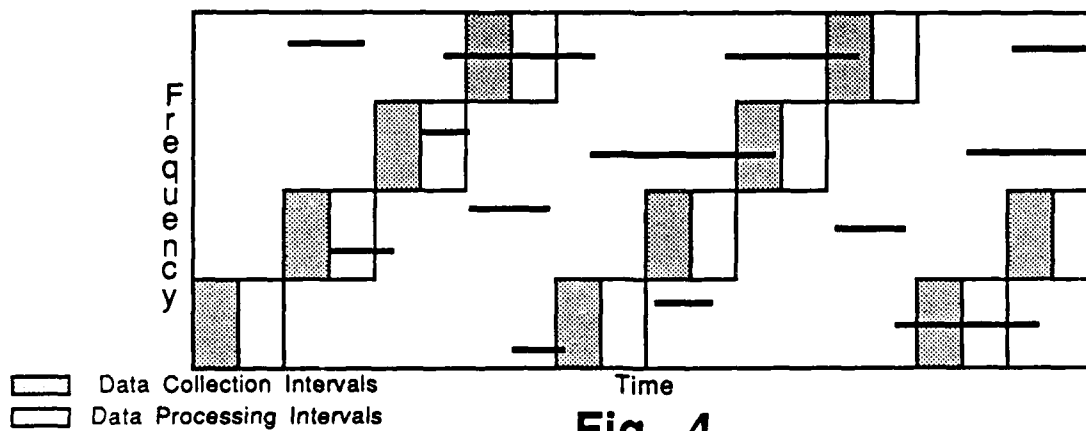 Frequency
Time
Data Collection Intervals
Data Processing Intervals
Fig. 4